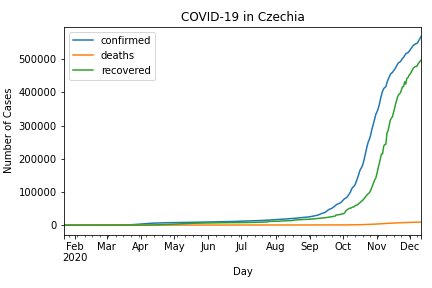 COVID-19 in Czechia
confirmed
deaths
recovered
Number of Cases
500000
400000
300000
200000
100000
0
Feb Mar Apr May Jun Jul Aug Sep Oct Nov Dec
2020
Day